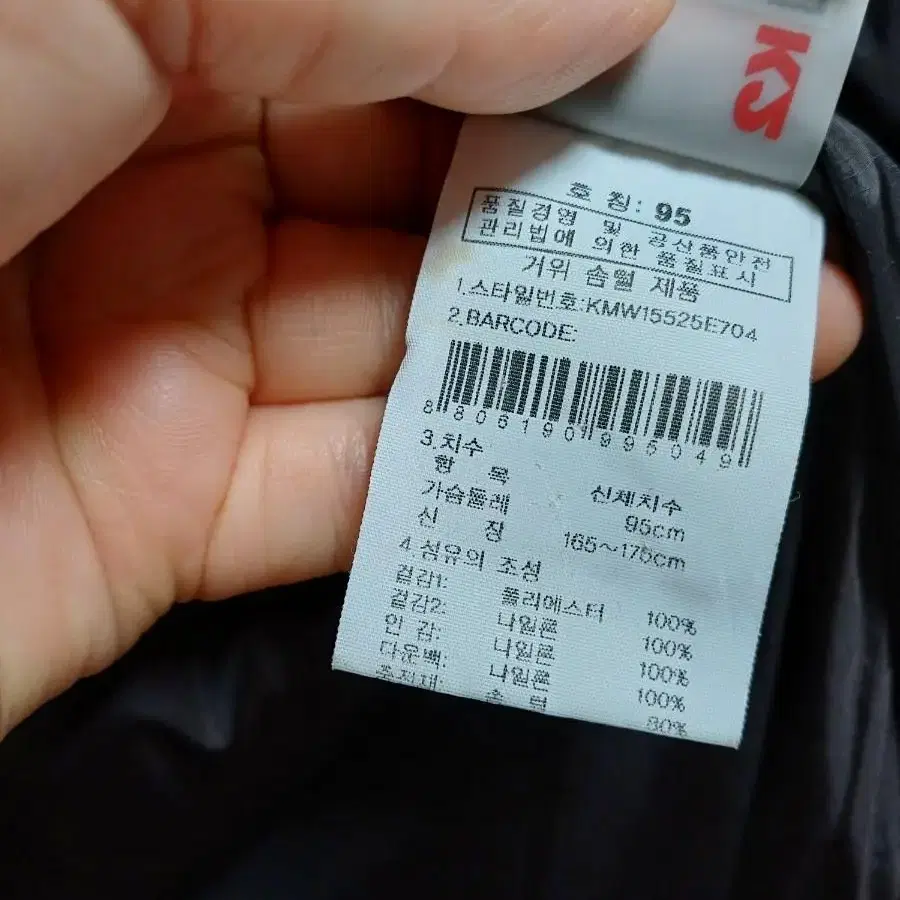 호 칭: 95
품질경영 및 공산품안전
관리법에 의한 품질표시
거위 솜털 제품
1.스타일번호:KMW15525E704
2.BARCODE:
8806190995049
3.치수
항 목 신체치수
가슴둘레 95cm
신 장 165~175cm
4.섬유의 조성
겉감1: 폴리에스터 100%
겉감2: 나일론 100%
안 감: 나일론 100%
다운백: 나일론 100%
충전재: 솜 털 80%